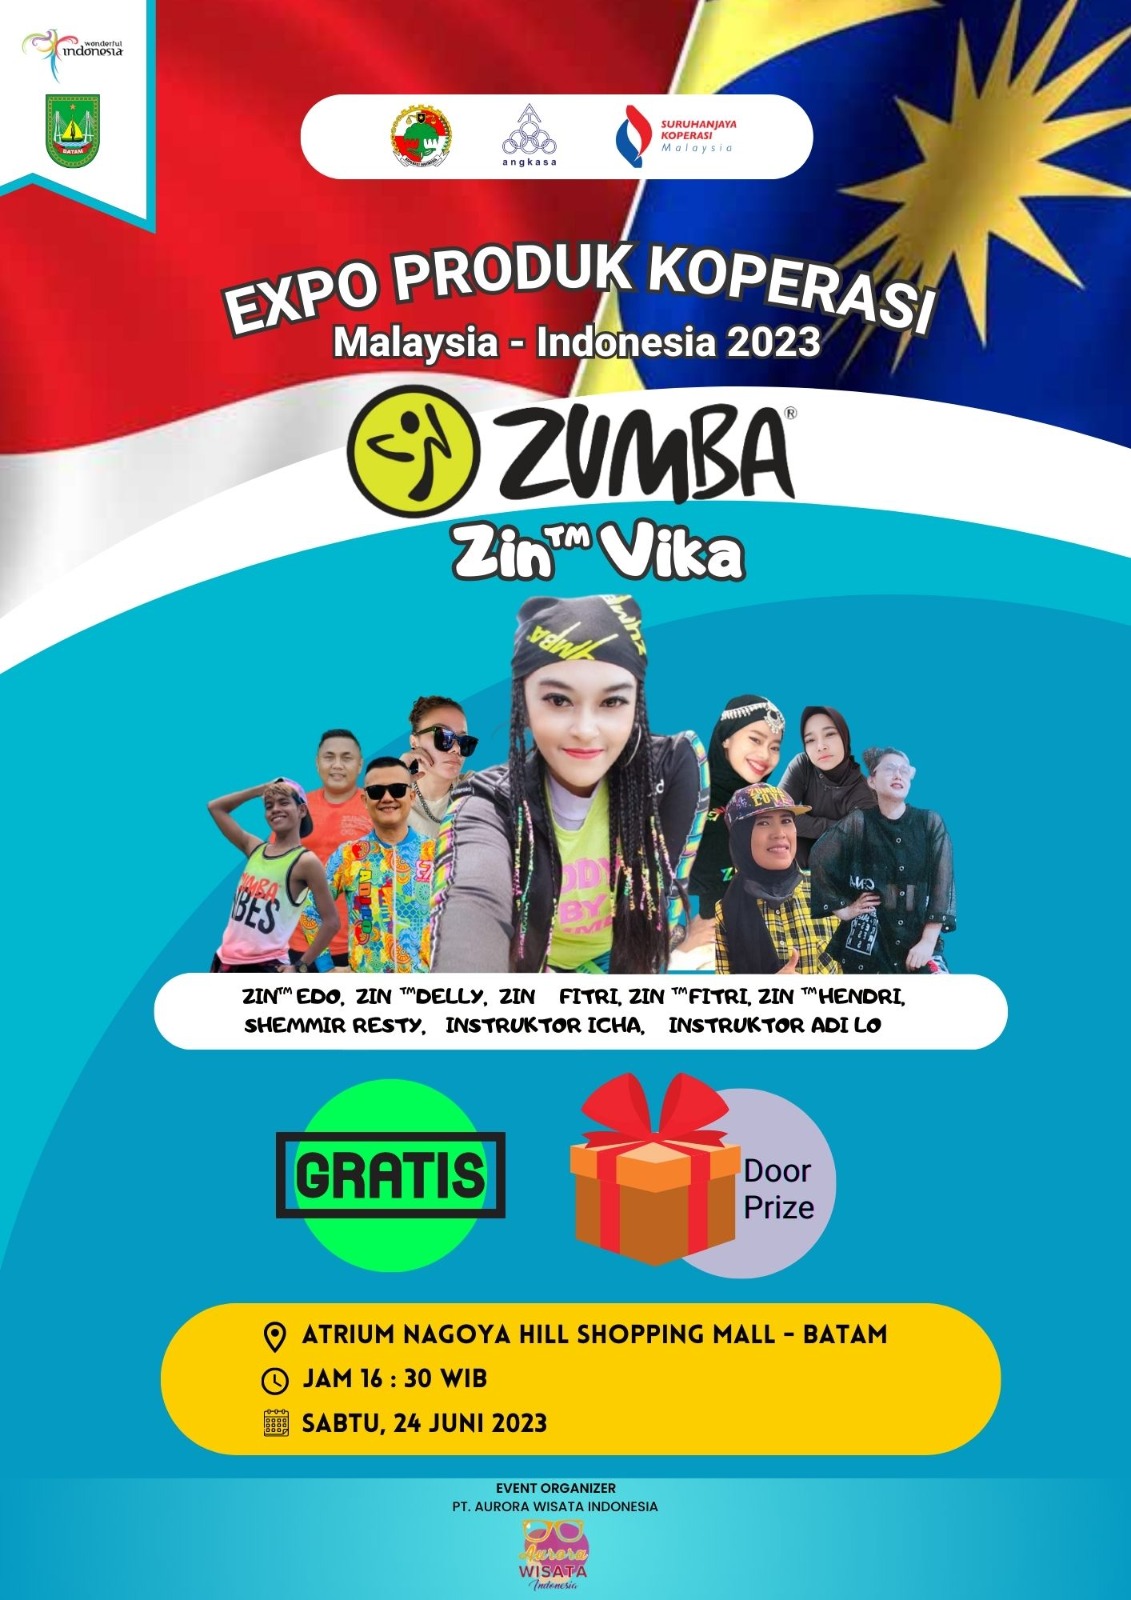 wonderful
indonesia
BATAM
angkasa
SURUHANJAYA
KOPERASI
Malaysia
EXPO PRODUK KOPERASI
Malaysia - Indonesia 2023
ZUMBA®
Zin™ Vika
ZUMBA
ZUMBA
VIBES
ZIN™ EDO, ZIN ™DELLY, ZIN FITRI, ZIN ™FITRI, ZIN ™HENDRI,
SHEMMIR RESTY, INSTRUKTOR ICHA, INSTRUKTOR ADI LO
GRATIS
Door
Prize
ATRIUM NAGOYA HILL SHOPPING MALL - BATAM
JAM 16 : 30 WIB
SABTU, 24 JUNI 2023
EVENT ORGANIZER
PT. AURORA WISATA INDONESIA
Aurora
WISATA
Indonesia